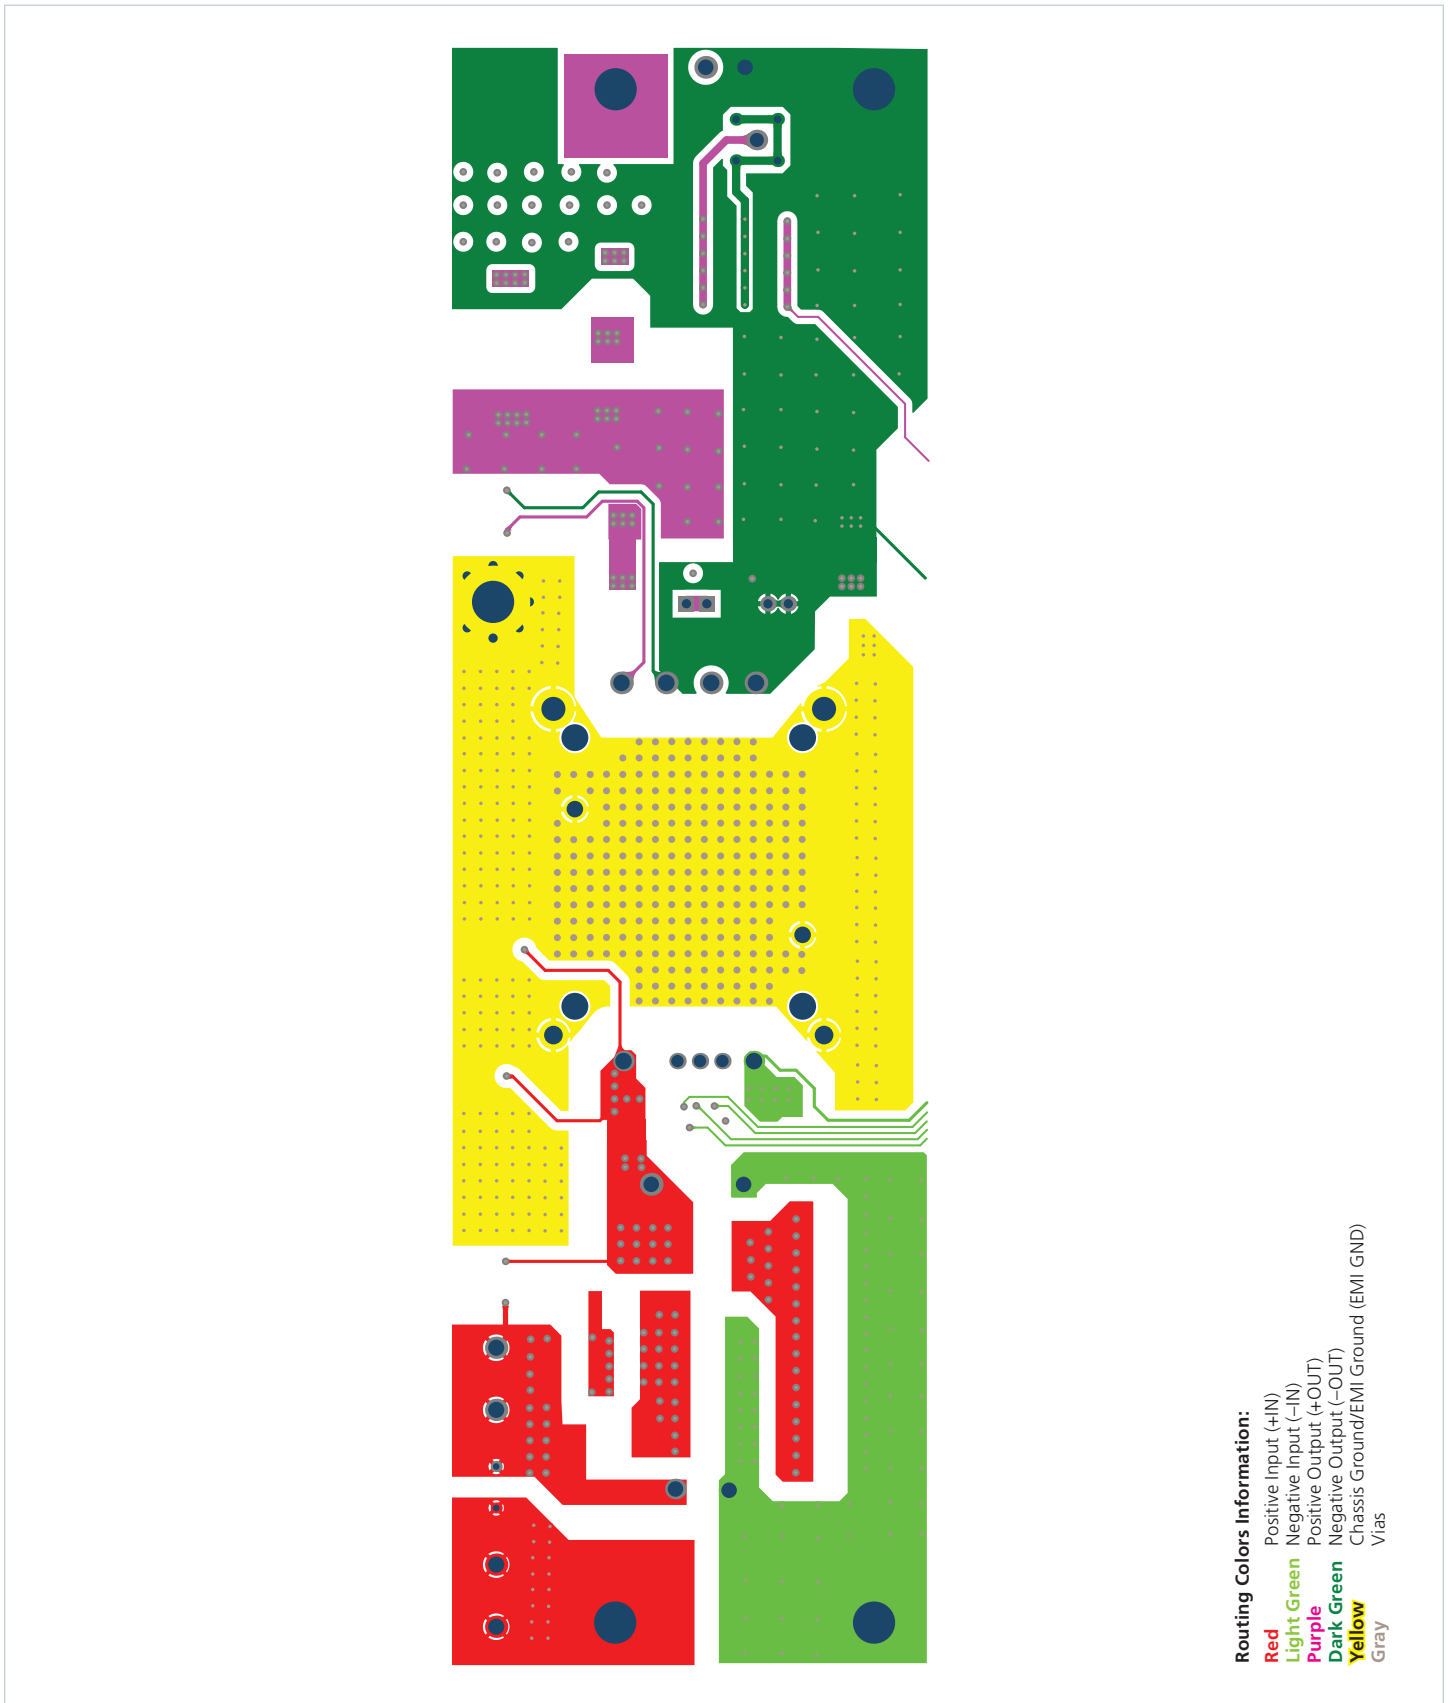 Routing Colors Information:
Red Positive Input (+IN)
Light Green Negative Input (–IN)
Purple Positive Output (+OUT)
Dark Green Negative Output (–OUT)
Yellow Chassis Ground/EMI Ground (EMI GND)
Gray Vias